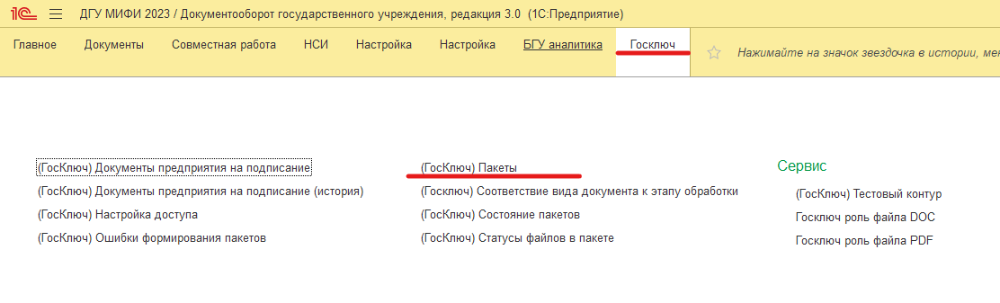 1С ДГУ МИФИ 2023 / Документооборот государственного учреждения, редакция 3.0 (1С:Предприятие)
Главное Документы Совместная работа НСИ Настройка Настройка БГУ аналитика Госключ Нажимайте на значок звездочка в истории,
(ГосКлюч) Документы предприятия на подписание
(ГосКлюч) Документы предприятия на подписание (история)
(ГосКлюч) Настройка доступа
(ГосКлюч) Ошибки формирования пакетов
(ГосКлюч) Пакеты
(Госключ) Соответствие вида документа к этапу обработки
(ГосКлюч) Состояние пакетов
(ГосКлюч) Статусы файлов в пакете
Сервис
(ГосКлюч) Тестовый контур
Госключ роль файла DOC
Госключ роль файла PDF